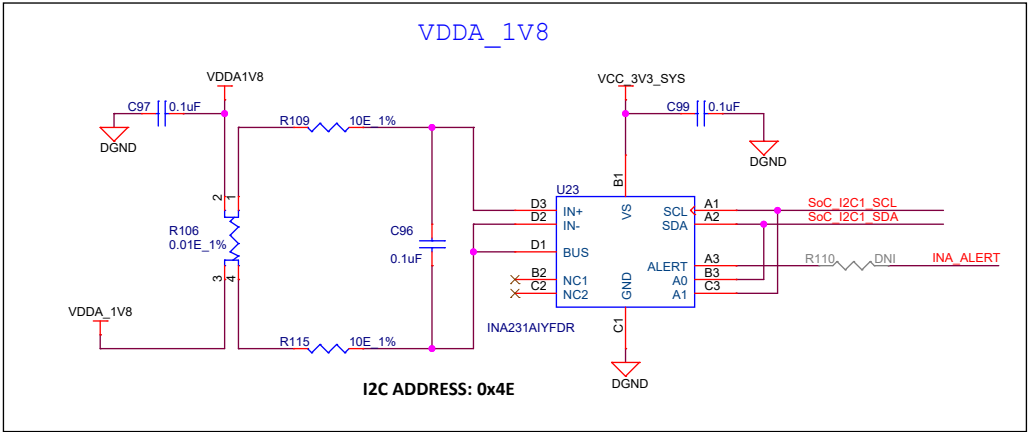 VDDA_1V8
VDDA1V8
VCC_3V3_SYS
C97
0.1uF
C99
0.1uF
DGND
R109
10E_1%
DGND
B1
U23
2
1
D3
IN+
VS
SCL
A1
SoC_I2C1_SCL
D2
IN-
SDA
A2
SoC_I2C1_SDA
R106
0.01E_1%
C96
0.1uF
D1
BUS
ALERT
A3
R110
DNI
INA_ALERT
3
4
B2
NC1
A0
B3
C2
NC2
GND
A1
C3
VDDA_1V8
C1
INA231AIYFDR
R115
10E_1%
DGND
I2C ADDRESS: 0x4E